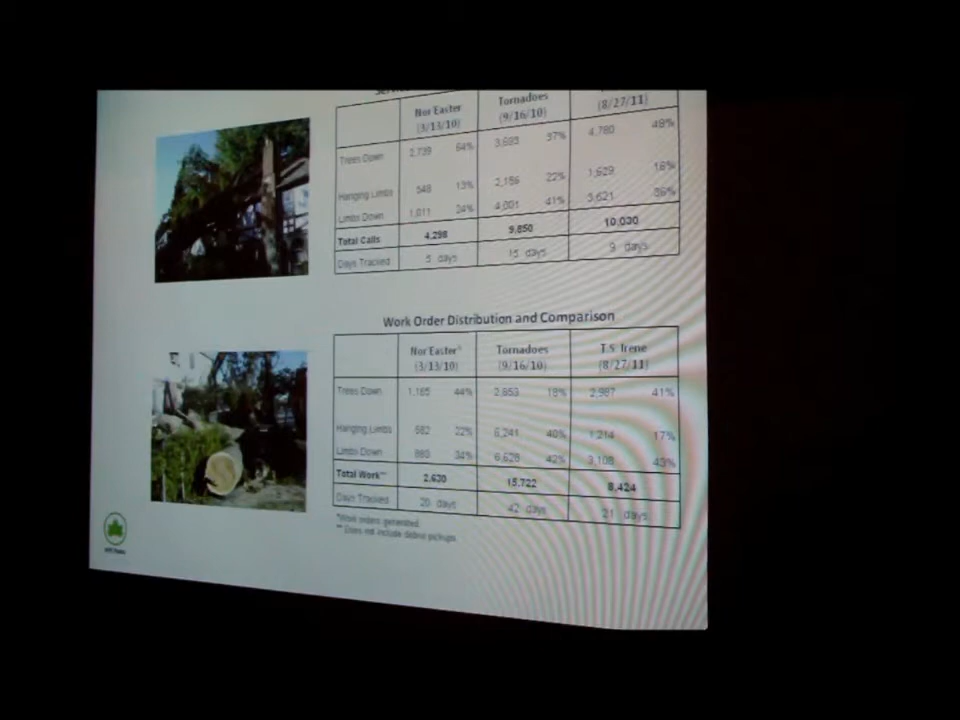 Nor'Easter Tornadoes
(3/13/10) (9/16/10) (8/27/11)
Trees Down 2,739 64% 3,693 37% 4,780 48%
Hanging Limbs 548 13% 2,156 22% 1,629 16%
Limbs Down 1,011 24% 4,001 41% 3,621 36%
Total Calls 4,298 9,850 10,030
Days Tracked 5 days 15 days 9 days
Work Order Distribution and Comparison
Nor'Easter* Tornadoes T.S. Irene
(3/13/10) (9/16/10) (8/27/11)
Trees Down 1,165 44% 2,853 18% 2,987 41%
Hanging Limbs 582 22% 6,241 40% 1,214 17%
Limbs Down 883 34% 6,628 42% 3,108 43%
Total Work** 2,630 15,722 8,424
Days Tracked 20 days 42 days 21 days
*Work orders generated
** Does not include debris pickups